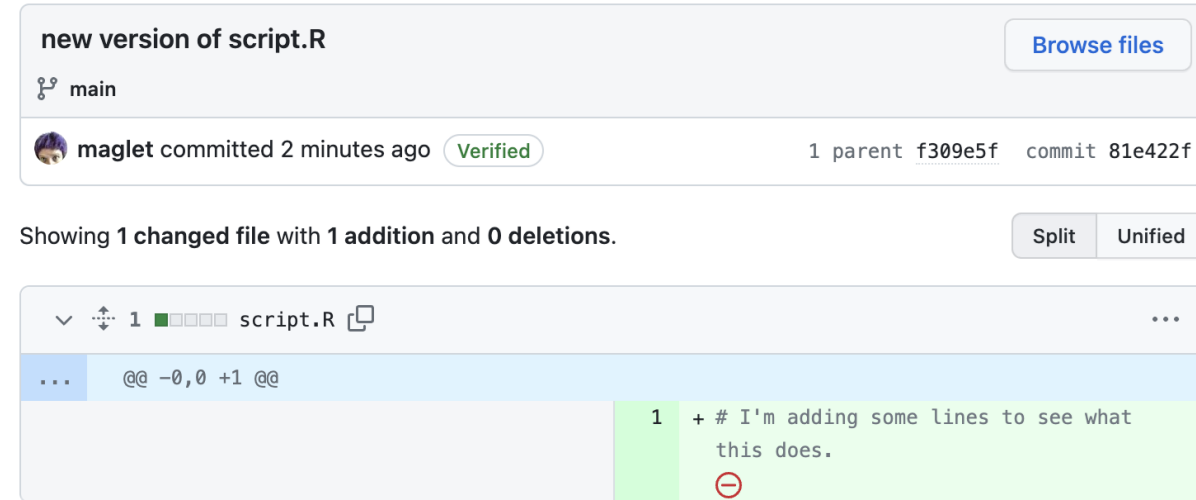 new version of script.R
Browse files
main
maglet committed 2 minutes ago Verified 1 parent f309e5f commit 81e422f
Showing 1 changed file with 1 addition and 0 deletions.
Split Unified
1 script.R
@@ -0,0 +1 @@
1 + # I'm adding some lines to see what
this does.